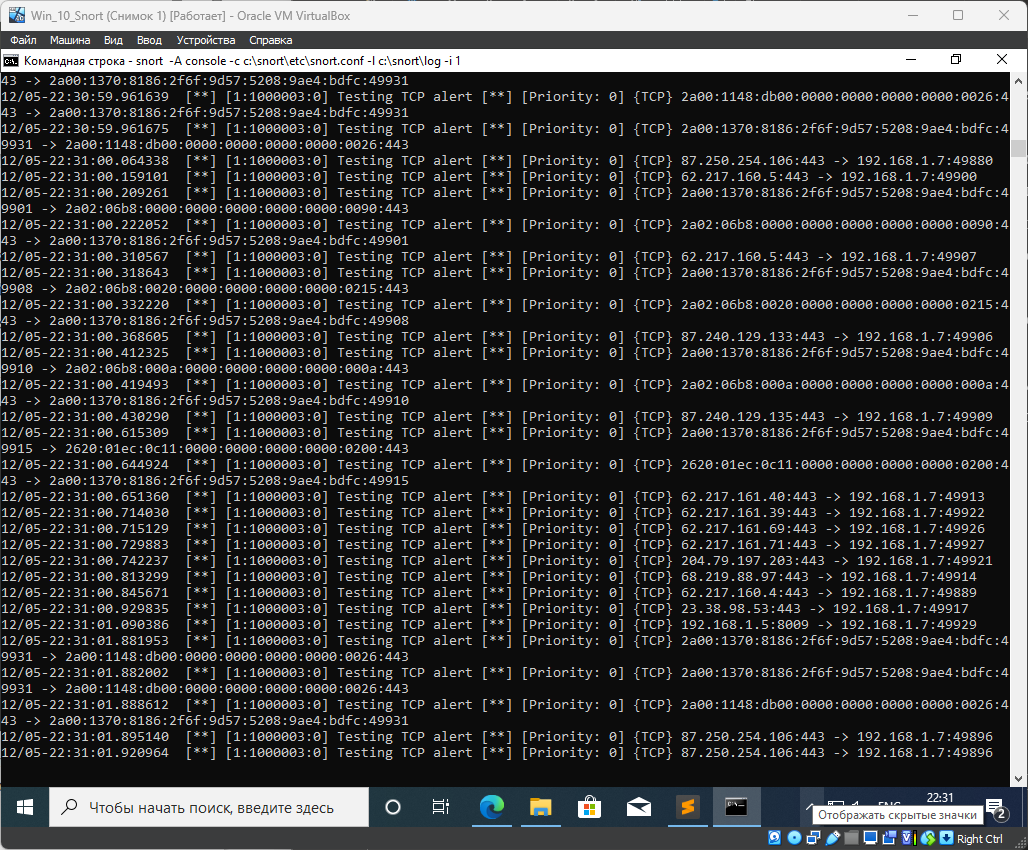 Win_10_Snort (Снимок 1) [Работает] - Oracle VM VirtualBox
Файл Машина Вид Ввод Устройства Справка
Командная строка - snort -A console -c c:\snort\etc\snort.conf -l c:\snort\log -i 1
43 -> 2a00:1370:8186:2f6f:9d57:5208:9ae4:bdfc:49931
12/05-22:30:59.961639 [**] [1:1000003:0] Testing TCP alert [**] [Priority: 0] {TCP} 2a00:1148:db00:0000:0000:0000:0000:0026:4
43 -> 2a00:1370:8186:2f6f:9d57:5208:9ae4:bdfc:49931
12/05-22:30:59.961675 [**] [1:1000003:0] Testing TCP alert [**] [Priority: 0] {TCP} 2a00:1370:8186:2f6f:9d57:5208:9ae4:bdfc:4
9931 -> 2a00:1148:db00:0000:0000:0000:0000:0026:443
12/05-22:31:00.064338 [**] [1:1000003:0] Testing TCP alert [**] [Priority: 0] {TCP} 87.250.254.106:443 -> 192.168.1.7:49880
12/05-22:31:00.159101 [**] [1:1000003:0] Testing TCP alert [**] [Priority: 0] {TCP} 62.217.160.5:443 -> 192.168.1.7:49900
12/05-22:31:00.209261 [**] [1:1000003:0] Testing TCP alert [**] [Priority: 0] {TCP} 2a00:1370:8186:2f6f:9d57:5208:9ae4:bdfc:4
9901 -> 2a02:06b8:0000:0000:0000:0000:0000:0090:443
12/05-22:31:00.222052 [**] [1:1000003:0] Testing TCP alert [**] [Priority: 0] {TCP} 2a02:06b8:0000:0000:0000:0000:0000:0090:4
43 -> 2a00:1370:8186:2f6f:9d57:5208:9ae4:bdfc:49901
12/05-22:31:00.310567 [**] [1:1000003:0] Testing TCP alert [**] [Priority: 0] {TCP} 62.217.160.5:443 -> 192.168.1.7:49907
12/05-22:31:00.318643 [**] [1:1000003:0] Testing TCP alert [**] [Priority: 0] {TCP} 2a00:1370:8186:2f6f:9d57:5208:9ae4:bdfc:4
9908 -> 2a02:06b8:0020:0000:0000:0000:0000:0215:443
12/05-22:31:00.332220 [**] [1:1000003:0] Testing TCP alert [**] [Priority: 0] {TCP} 2a02:06b8:0020:0000:0000:0000:0000:0215:4
43 -> 2a00:1370:8186:2f6f:9d57:5208:9ae4:bdfc:49908
12/05-22:31:00.368605 [**] [1:1000003:0] Testing TCP alert [**] [Priority: 0] {TCP} 87.240.129.133:443 -> 192.168.1.7:49906
12/05-22:31:00.412325 [**] [1:1000003:0] Testing TCP alert [**] [Priority: 0] {TCP} 2a00:1370:8186:2f6f:9d57:5208:9ae4:bdfc:4
9910 -> 2a02:06b8:000a:0000:0000:0000:0000:000a:443
12/05-22:31:00.419493 [**] [1:1000003:0] Testing TCP alert [**] [Priority: 0] {TCP} 2a02:06b8:000a:0000:0000:0000:0000:000a:4
43 -> 2a00:1370:8186:2f6f:9d57:5208:9ae4:bdfc:49910
12/05-22:31:00.430290 [**] [1:1000003:0] Testing TCP alert [**] [Priority: 0] {TCP} 87.240.129.135:443 -> 192.168.1.7:49909
12/05-22:31:00.615309 [**] [1:1000003:0] Testing TCP alert [**] [Priority: 0] {TCP} 2a00:1370:8186:2f6f:9d57:5208:9ae4:bdfc:4
9915 -> 2620:01ec:0c11:0000:0000:0000:0000:0200:443
12/05-22:31:00.644924 [**] [1:1000003:0] Testing TCP alert [**] [Priority: 0] {TCP} 2620:01ec:0c11:0000:0000:0000:0000:0200:4
43 -> 2a00:1370:8186:2f6f:9d57:5208:9ae4:bdfc:49915
12/05-22:31:00.651360 [**] [1:1000003:0] Testing TCP alert [**] [Priority: 0] {TCP} 62.217.161.40:443 -> 192.168.1.7:49913
12/05-22:31:00.714030 [**] [1:1000003:0] Testing TCP alert [**] [Priority: 0] {TCP} 62.217.161.39:443 -> 192.168.1.7:49922
12/05-22:31:00.715129 [**] [1:1000003:0] Testing TCP alert [**] [Priority: 0] {TCP} 62.217.161.69:443 -> 192.168.1.7:49926
12/05-22:31:00.729883 [**] [1:1000003:0] Testing TCP alert [**] [Priority: 0] {TCP} 62.217.161.71:443 -> 192.168.1.7:49927
12/05-22:31:00.742237 [**] [1:1000003:0] Testing TCP alert [**] [Priority: 0] {TCP} 204.79.197.203:443 -> 192.168.1.7:49921
12/05-22:31:00.813299 [**] [1:1000003:0] Testing TCP alert [**] [Priority: 0] {TCP} 68.219.88.97:443 -> 192.168.1.7:49914
12/05-22:31:00.845671 [**] [1:1000003:0] Testing TCP alert [**] [Priority: 0] {TCP} 62.217.160.4:443 -> 192.168.1.7:49889
12/05-22:31:00.929835 [**] [1:1000003:0] Testing TCP alert [**] [Priority: 0] {TCP} 23.38.98.53:443 -> 192.168.1.7:49917
12/05-22:31:01.090386 [**] [1:1000003:0] Testing TCP alert [**] [Priority: 0] {TCP} 192.168.1.5:8009 -> 192.168.1.7:49929
12/05-22:31:01.881953 [**] [1:1000003:0] Testing TCP alert [**] [Priority: 0] {TCP} 2a00:1370:8186:2f6f:9d57:5208:9ae4:bdfc:4
9931 -> 2a00:1148:db00:0000:0000:0000:0000:0026:443
12/05-22:31:01.882002 [**] [1:1000003:0] Testing TCP alert [**] [Priority: 0] {TCP} 2a00:1370:8186:2f6f:9d57:5208:9ae4:bdfc:4
9931 -> 2a00:1148:db00:0000:0000:0000:0000:0026:443
12/05-22:31:01.888612 [**] [1:1000003:0] Testing TCP alert [**] [Priority: 0] {TCP} 2a00:1148:db00:0000:0000:0000:0000:0026:4
43 -> 2a00:1370:8186:2f6f:9d57:5208:9ae4:bdfc:49931
12/05-22:31:01.895140 [**] [1:1000003:0] Testing TCP alert [**] [Priority: 0] {TCP} 87.250.254.106:443 -> 192.168.1.7:49896
12/05-22:31:01.920964 [**] [1:1000003:0] Testing TCP alert [**] [Priority: 0] {TCP} 87.250.254.106:443 -> 192.168.1.7:49896
Чтобы начать поиск, введите здесь
22:31
2
Отображать скрытые значки
Right Ctrl